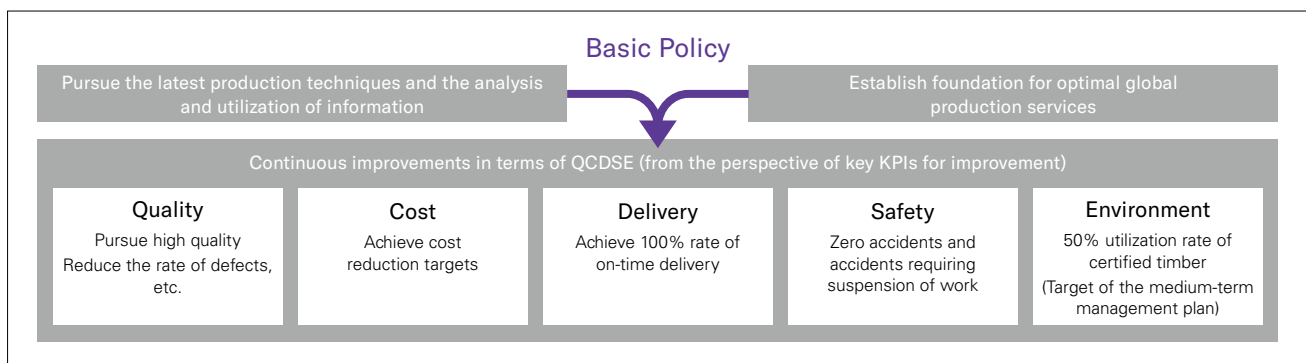 Basic Policy
Pursue the latest production techniques and the analysis
and utilization of information
Establish foundation for optimal global
production services
Continuous improvements in terms of QCDSE (from the perspective of key KPIs for improvement)
Quality
Pursue high quality
Reduce the rate of defects,
etc.
Cost
Achieve cost
reduction targets
Delivery
Achieve 100% rate of
on-time delivery
Safety
Zero accidents and
accidents requiring
suspension of work
Environment
50% utilization rate of
certified timber
(Target of the medium-term
management plan)